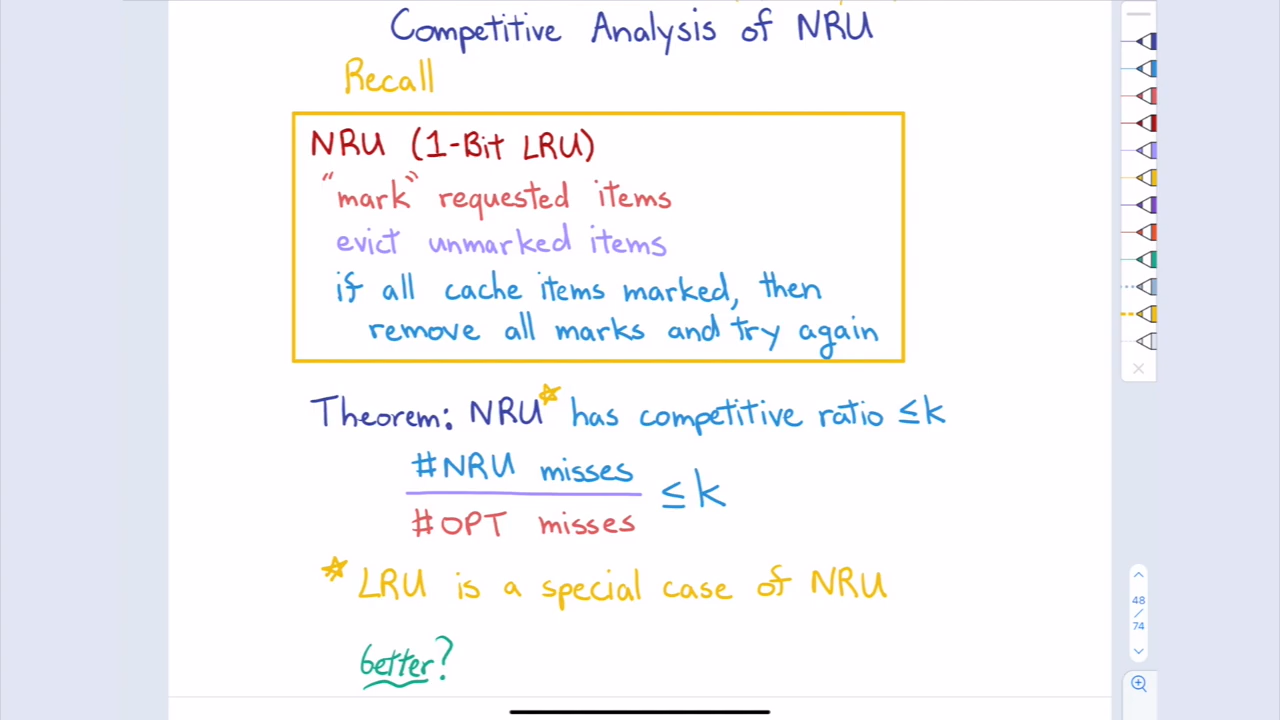 Competitive Analysis of NRU
Recall
NRU (1-Bit LRU)
"mark" requested items
evict unmarked items
if all cache items marked, then
remove all marks and try again
Theorem: NRU☆ has competitive ratio ≤k
#NRU misses
≤k
#OPT misses
☆ LRU is a special case of NRU
better?
48
/
74